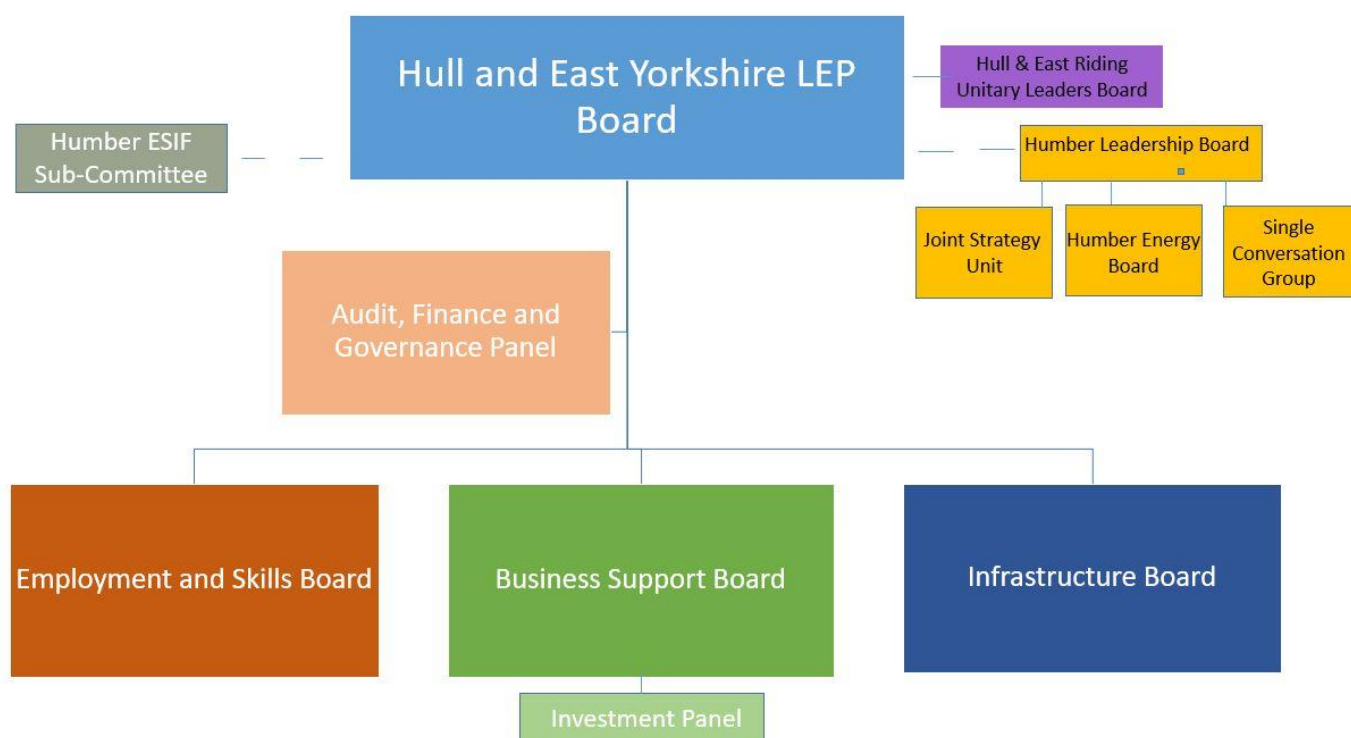 Hull and East Yorkshire LEP
Board
Hull & East Riding
Unitary Leaders Board
Humber ESIF
Sub-Committee
Humber Leadership Board
Joint Strategy
Unit
Humber Energy
Board
Single
Conversation
Group
Audit, Finance and
Governance Panel
Employment and Skills Board
Business Support Board
Infrastructure Board
Investment Panel